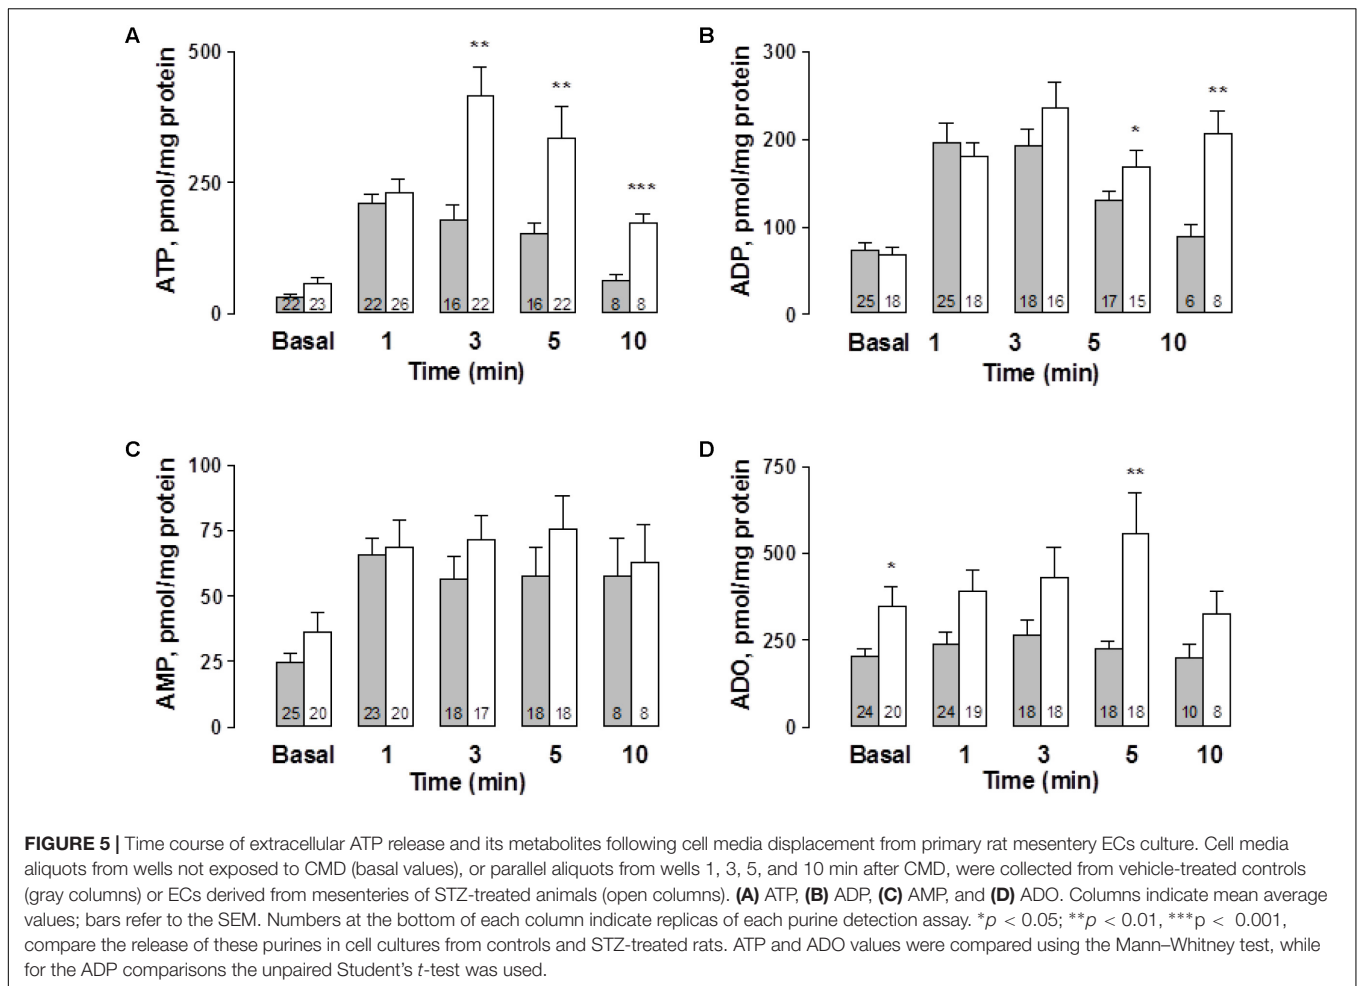 A
500
250
0
ATP, pmol/mg protein
** ** ***
22 23 22 26 16 22 16 22 8 8
Basal 1 3 5 10
Time (min)
B
300
200
100
0
ADP, pmol/mg protein
* **
25 18 25 18 18 16 17 15 6 8
Basal 1 3 5 10
Time (min)
C
100
75
50
25
0
AMP, pmol/mg protein
25 20 23 20 18 17 18 18 8 8
Basal 1 3 5 10
Time (min)
D
750
500
250
0
ADO, pmol/mg protein
* **
24 20 24 19 18 18 18 18 10 8
Basal 1 3 5 10
Time (min)
FIGURE 5 | Time course of extracellular ATP release and its metabolites following cell media displacement from primary rat mesentery ECs culture. Cell media
aliquots from wells not exposed to CMD (basal values), or parallel aliquots from wells 1, 3, 5, and 10 min after CMD, were collected from vehicle-treated controls
(gray columns) or ECs derived from mesenteries of STZ-treated animals (open columns). (A) ATP, (B) ADP, (C) AMP, and (D) ADO. Columns indicate mean average
values; bars refer to the SEM. Numbers at the bottom of each column indicate replicas of each purine detection assay. *p < 0.05; **p < 0.01, ***p < 0.001,
compare the release of these purines in cell cultures from controls and STZ-treated rats. ATP and ADO values were compared using the Mann–Whitney test, while
for the ADP comparisons the unpaired Student's t-test was used.